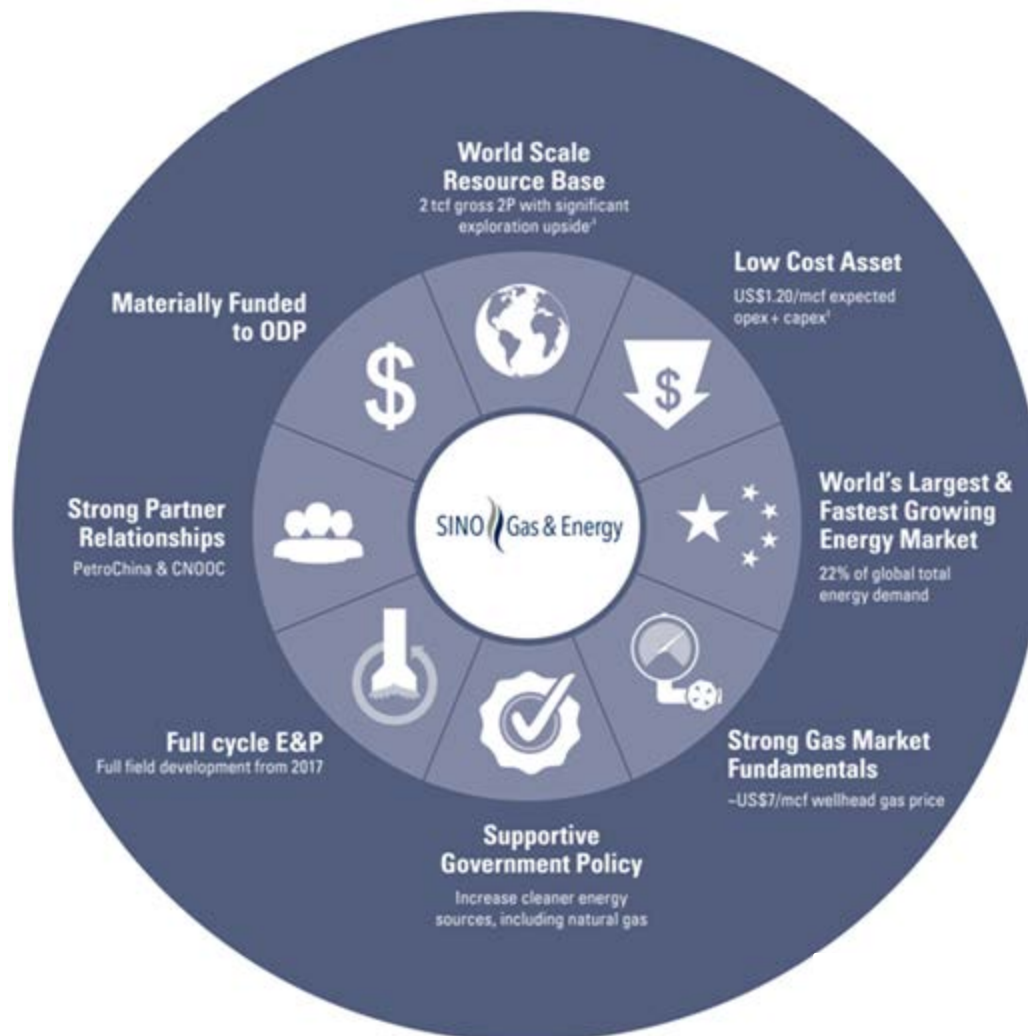 World Scale
Resource Base
2 tcf gross 2P with significant
exploration upside¹
Low Cost Asset
US$1.20/mcf expected
opex + capex¹
World's Largest &
Fastest Growing
Energy Market
22% of global total
energy demand
Strong Gas Market
Fundamentals
~US$7/mcf wellhead gas price
Supportive
Government Policy
Increase cleaner energy
sources, including natural gas
Full cycle E&P
Full field development from 2017
Strong Partner
Relationships
PetroChina & CNOOC
Materially Funded
to ODP
$
$
SINO Gas & Energy